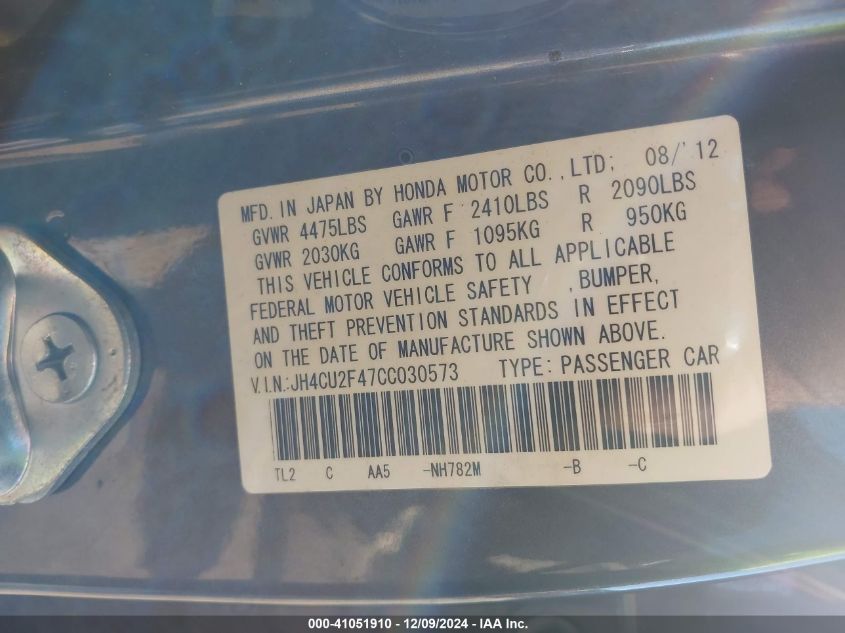 MFD. IN JAPAN BY HONDA MOTOR CO., LTD; 08/'12
GVWR 4475LBS GAWR F 2410LBS R 2090LBS
GVWR 2030KG GAWR F 1095KG R 950KG
THIS VEHICLE CONFORMS TO ALL APPLICABLE
FEDERAL MOTOR VEHICLE SAFETY , BUMPER,
AND THEFT PREVENTION STANDARDS IN EFFECT
ON THE DATE OF MANUFACTURE SHOWN ABOVE.
V.I.N.:JH4CU2F47CC030573 TYPE: PASSENGER CAR
TL2 C AA5 -NH782M -B -C
000-41051910 - 12/09/2024 - IAA Inc.